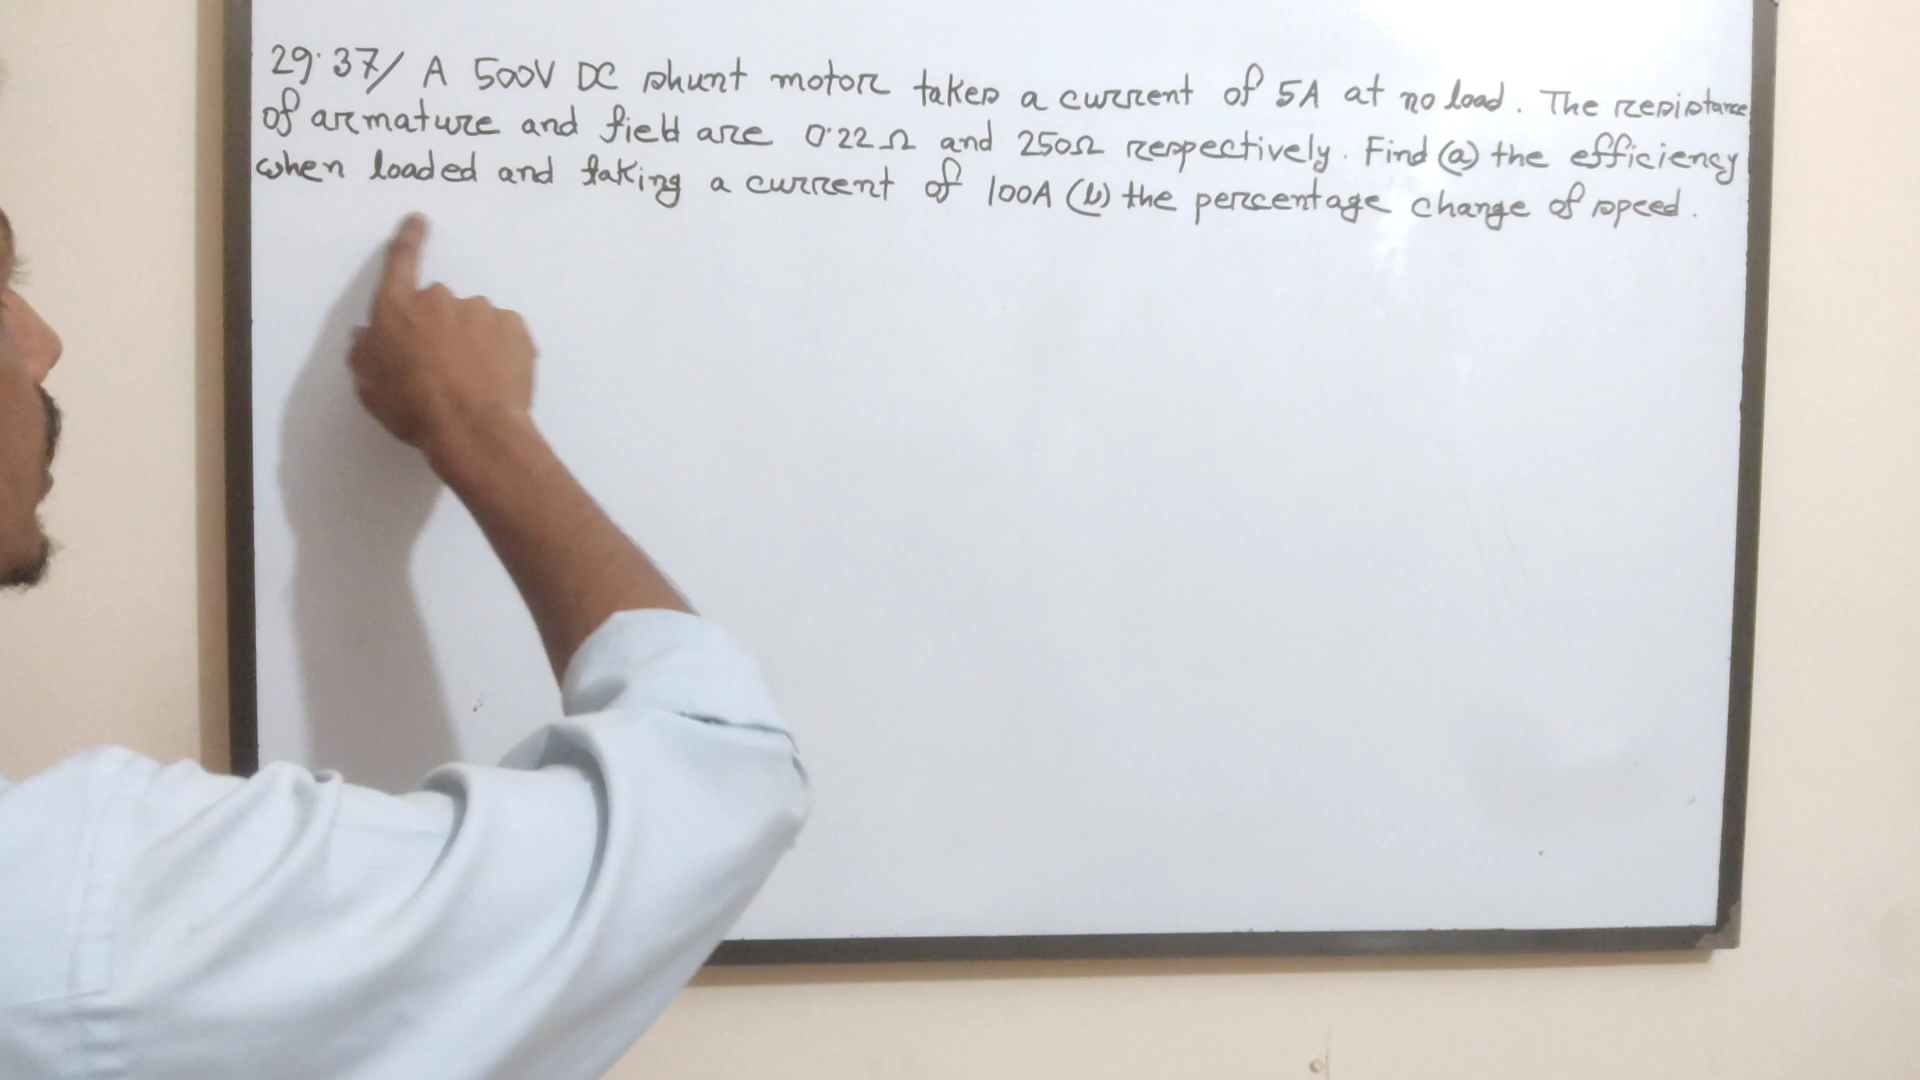 29.37/ A 500V DC shunt motor takes a current of 5A at no load. The resistance
of armature and field are 0.22Ω and 250Ω respectively. Find (a) the efficiency
when loaded and taking a current of 100A (b) the percentage change of speed.